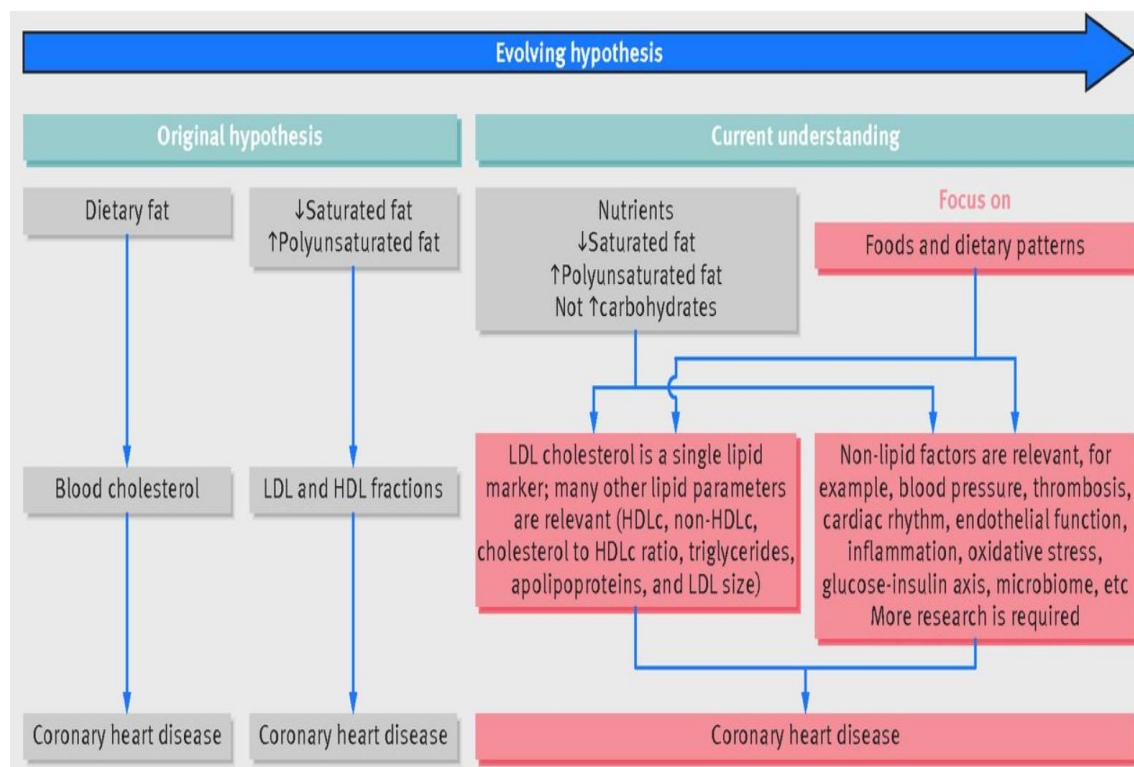 Evolving hypothesis
Original hypothesis
Current understanding
Dietary fat
↓Saturated fat
↑Polyunsaturated fat
Nutrients
↓Saturated fat
↑Polyunsaturated fat
Not ↑carbohydrates
Focus on
Foods and dietary patterns
Blood cholesterol
LDL and HDL fractions
LDL cholesterol is a single lipid
marker; many other lipid parameters
are relevant (HDLc, non-HDLc,
cholesterol to HDLc ratio, triglycerides,
apolipoproteins, and LDL size)
Non-lipid factors are relevant, for
example, blood pressure, thrombosis,
cardiac rhythm, endothelial function,
inflammation, oxidative stress,
glucose-insulin axis, microbiome, etc
More research is required
Coronary heart disease
Coronary heart disease
Coronary heart disease